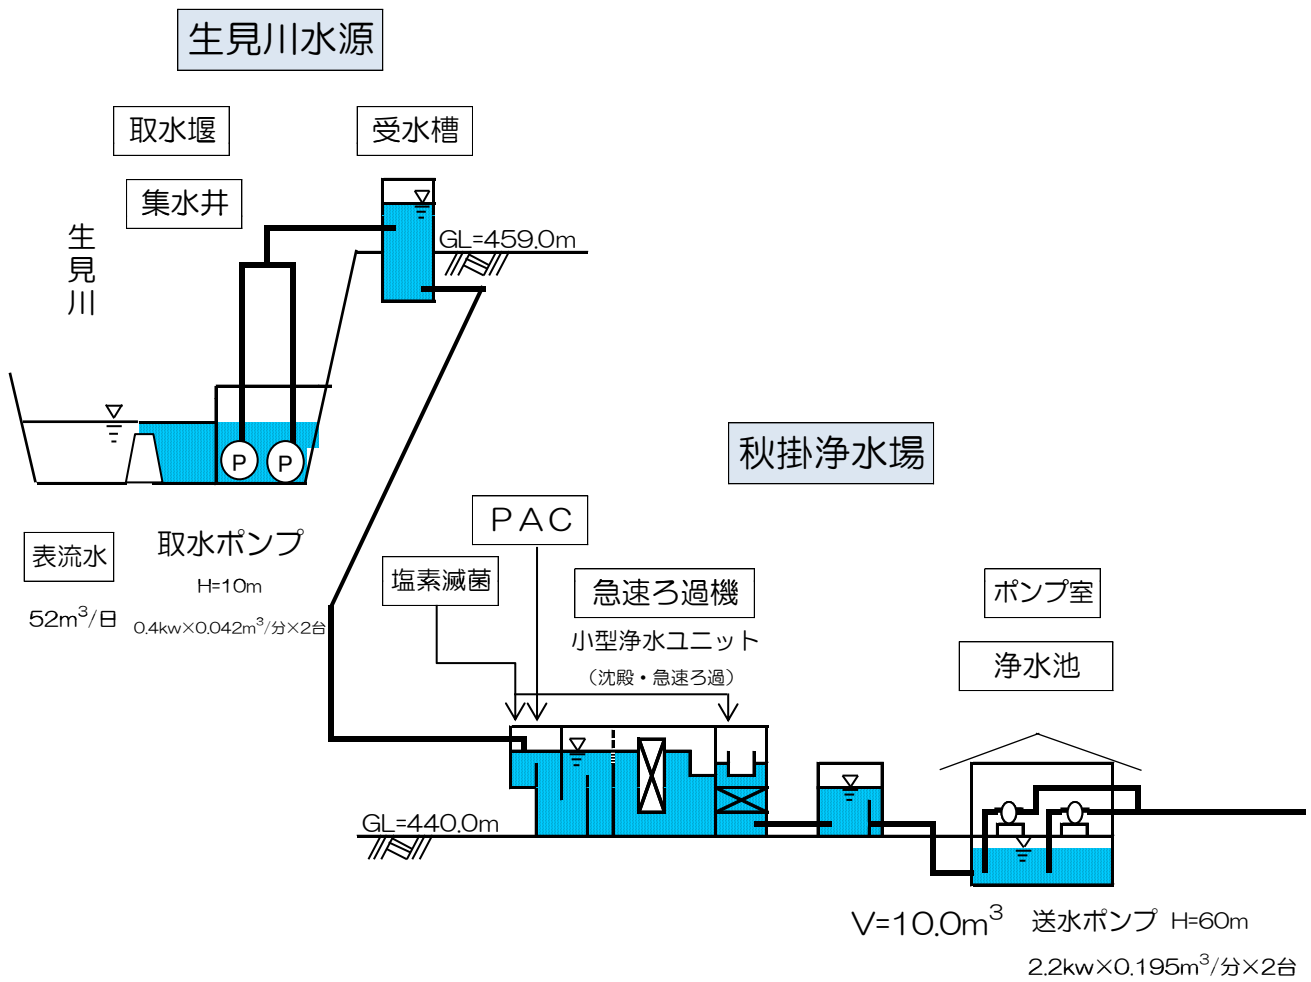 生見川水源
取水堰
受水槽
集水井
生見川
GL=459.0m
P
P
秋掛浄水場
PAC
取水ポンプ
表流水
H=10m
52m³/日
0.4kw×0.042m³/分×2台
塩素滅菌
急速ろ過機
小型浄水ユニット
（沈殿・急速ろ過）
ポンプ室
浄水池
GL=440.0m
V=10.0m³
送水ポンプ H=60m
2.2kw×0.195m³/分×2台